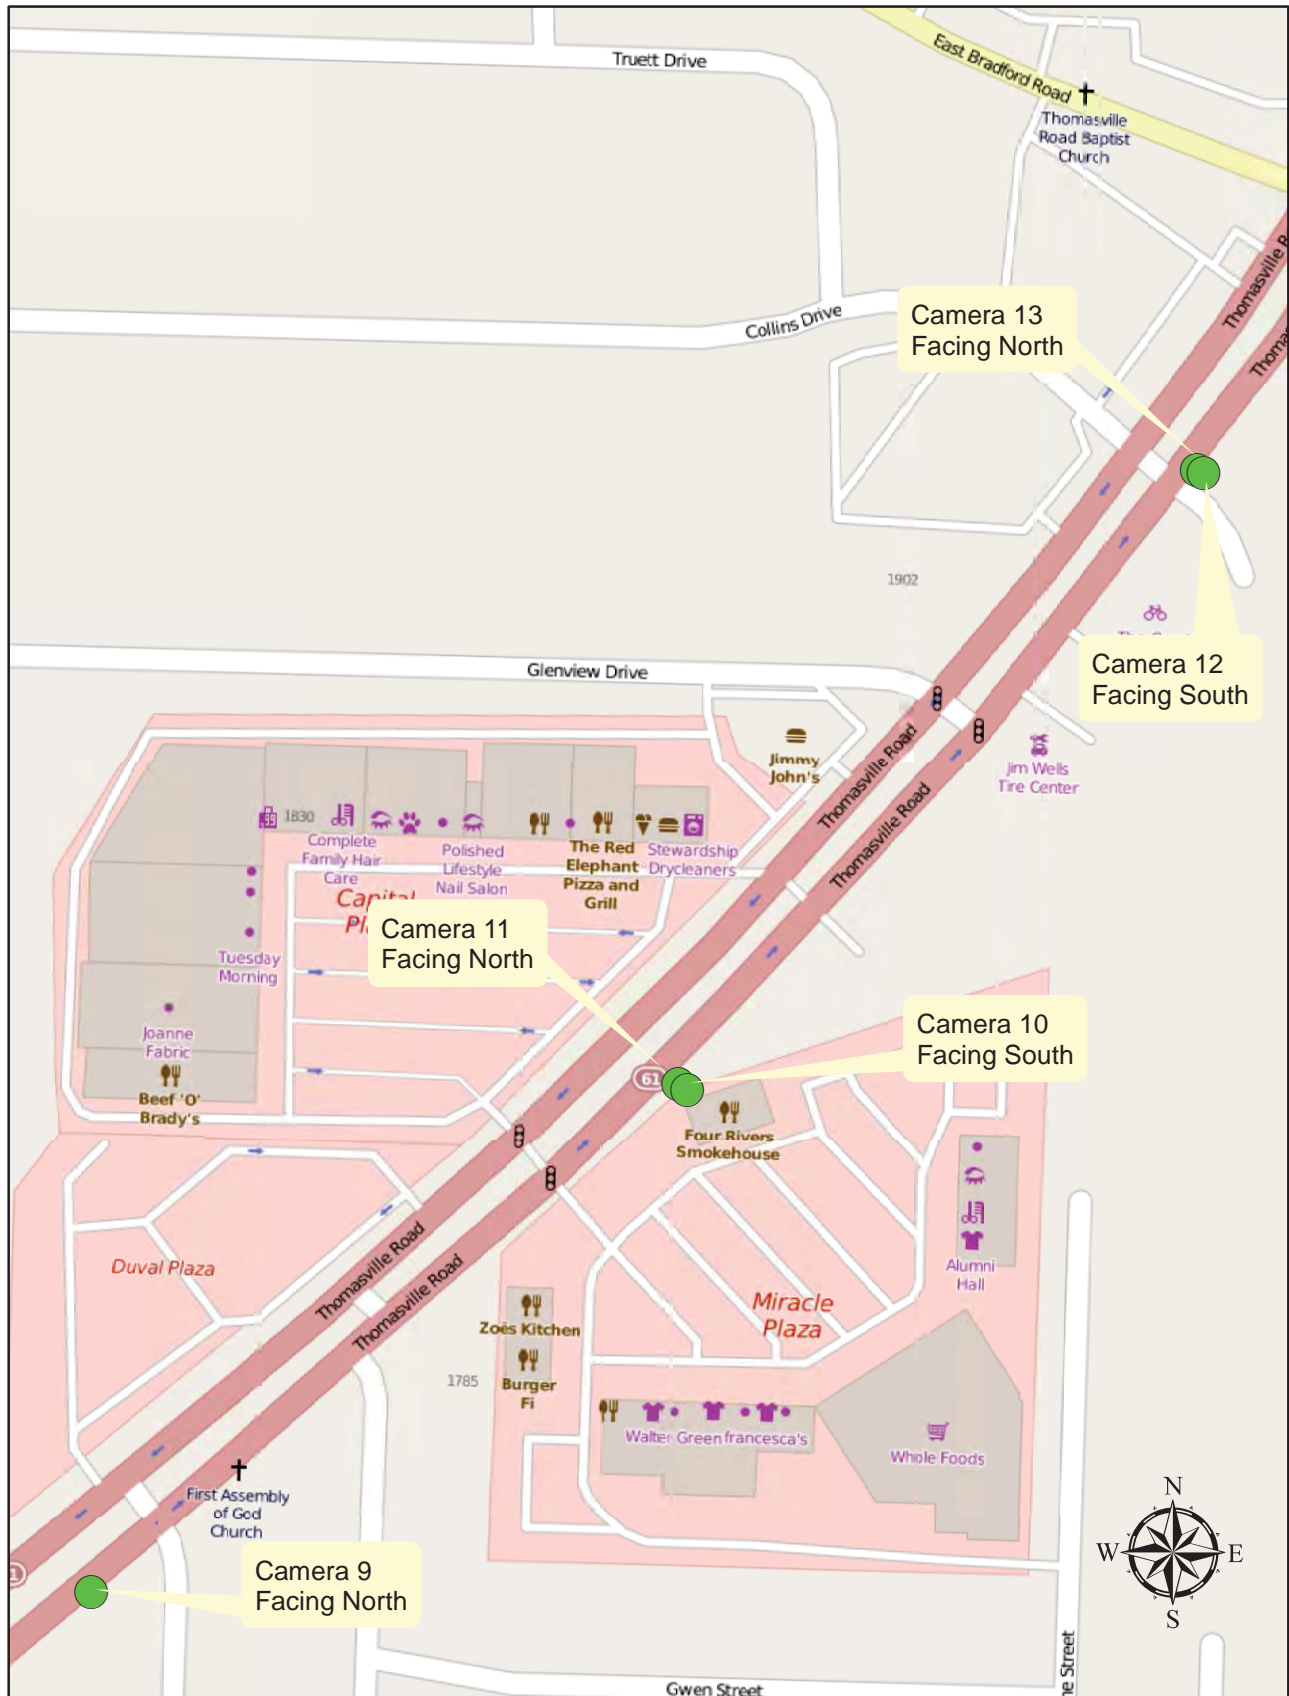 Truett Drive
East Bradford Road
Thomasville
Road Baptist
Church
Thomasville R
Thomas
Collins Drive
Camera 13
Facing North
1902
Camera 12
Facing South
Glenview Drive
Jimmy
John's
Thomasville Road
Thomasville Road
Jim Wells
Tire Center
1830
Complete
Family Hair
Care
Polished
Lifestyle
Nail Salon
The Red
Elephant
Pizza and
Grill
Stewardship
Drycleaners
Capital
Camera 11
Facing North
Tuesday
Morning
Joanne
Fabric
Beef 'O'
Brady's
61
Camera 10
Facing South
Four Rivers
Smokehouse
Duval Plaza
Thomasville Road
Thomasville Road
Alumni
Hall
Miracle
Plaza
Zoës Kitchen
Burger
Fi
1785
Walter Green
francesca's
Whole Foods
First Assembly
of God
Church
Camera 9
Facing North
N
W
E
S
Gwen Street
ne Street